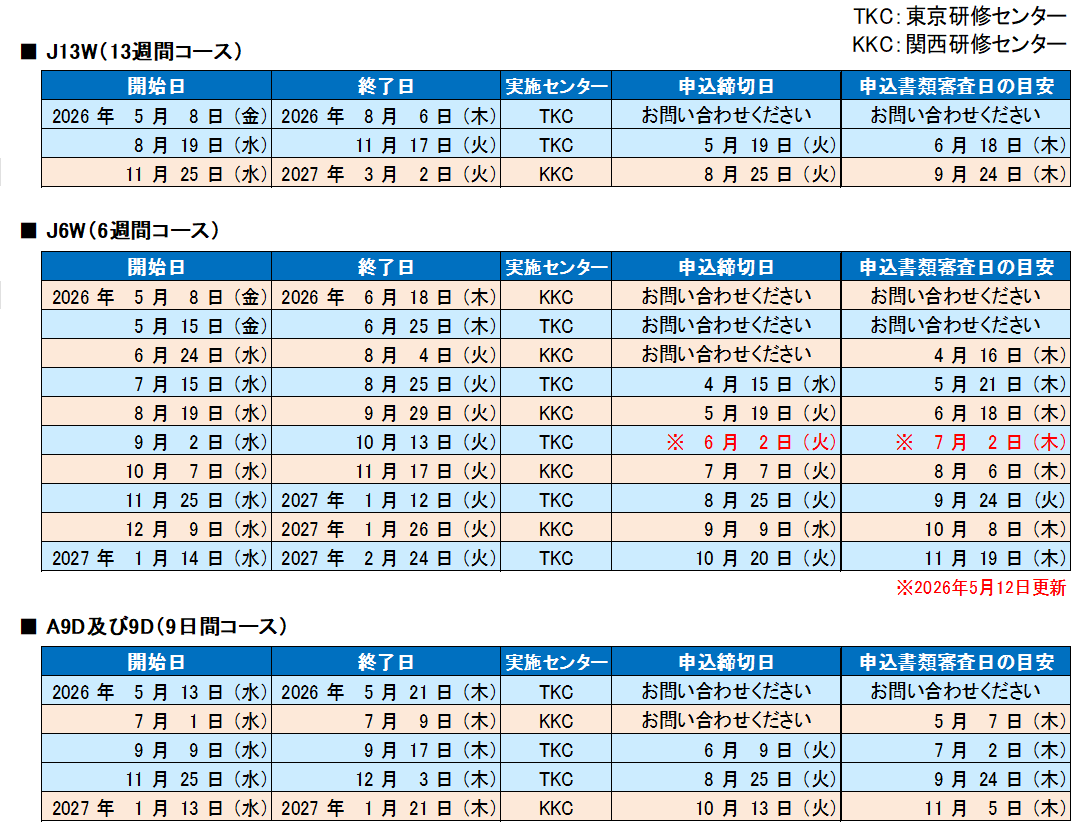 TKC：東京研修センター
KKC：関西研修センター
■ J13W（13週間コース）
開始日 終了日 実施センター 申込締切日 申込書類審査日の目安
2026 年 5 月 8 日（金） 2026 年 8 月 6 日（木） TKC お問い合わせください お問い合わせください
8 月 19 日（水） 11 月 17 日（火） TKC 5 月 19 日（火） 6 月 18 日（木）
11 月 25 日（水） 2027 年 3 月 2 日（火） KKC 8 月 25 日（火） 9 月 24 日（木）
■ J6W（6週間コース）
開始日 終了日 実施センター 申込締切日 申込書類審査日の目安
2026 年 5 月 8 日（金） 2026 年 6 月 18 日（木） KKC お問い合わせください お問い合わせください
5 月 15 日（金） 6 月 25 日（木） TKC お問い合わせください お問い合わせください
6 月 24 日（水） 8 月 4 日（火） KKC お問い合わせください 4 月 16 日（木）
7 月 15 日（水） 8 月 25 日（火） TKC 4 月 15 日（水） 5 月 21 日（木）
8 月 19 日（水） 9 月 29 日（火） KKC 5 月 19 日（火） 6 月 18 日（木）
9 月 2 日（水） 10 月 13 日（火） TKC ※ 6 月 2 日（火） ※ 7 月 2 日（木）
10 月 7 日（水） 11 月 17 日（火） KKC 7 月 7 日（火） 8 月 6 日（木）
11 月 25 日（水） 2027 年 1 月 12 日（火） TKC 8 月 25 日（火） 9 月 24 日（火）
12 月 9 日（水） 2027 年 1 月 26 日（火） KKC 9 月 9 日（水） 10 月 8 日（木）
2027 年 1 月 14 日（水） 2027 年 2 月 24 日（火） TKC 10 月 20 日（火） 11 月 19 日（木）
※2026年5月12日更新
■ A9D及び9D（9日間コース）
開始日 終了日 実施センター 申込締切日 申込書類審査日の目安
2026 年 5 月 13 日（水） 2026 年 5 月 21 日（木） TKC お問い合わせください お問い合わせください
7 月 1 日（水） 7 月 9 日（木） KKC お問い合わせください 5 月 7 日（木）
9 月 9 日（水） 9 月 17 日（木） TKC 6 月 9 日（火） 7 月 2 日（木）
11 月 25 日（水） 12 月 3 日（木） TKC 8 月 25 日（火） 9 月 24 日（木）
2027 年 1 月 13 日（水） 2027 年 1 月 21 日（木） KKC 10 月 13 日（火） 11 月 5 日（木）